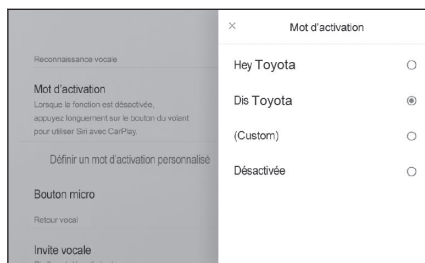 Reconnaissance vocale
Mot d'activation
Lorsque la fonction est désactivée,
appuyez longuement sur le bouton du volant
pour utiliser Siri avec CarPlay.
Définir un mot d'activation personnalisé
Bouton micro
Retour vocal
Invite vocale
× Mot d'activation
Hey Toyota
Dis Toyota
(Custom)
Désactivée